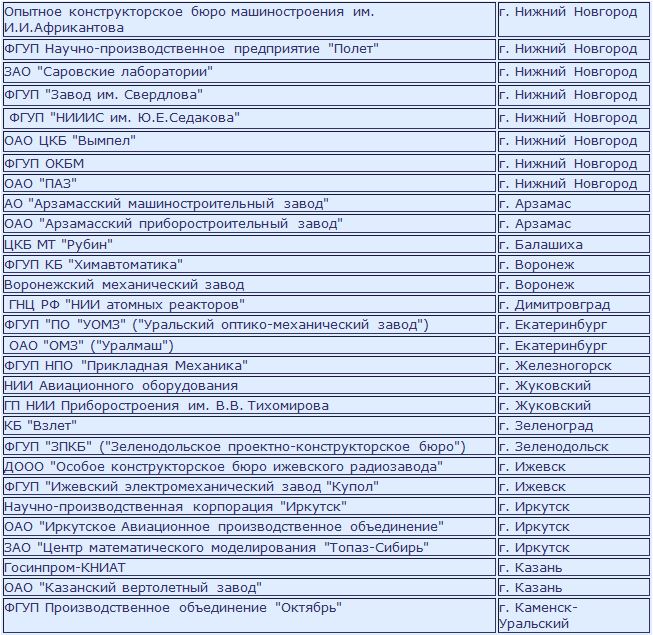 Опытное конструкторское бюро машиностроения им. г. Нижний Новгород
И.И.Африкантова
ФГУП Научно-производственное предприятие "Полет" г. Нижний Новгород
ЗАО "Саровские лаборатории" г. Нижний Новгород
ФГУП "Завод им. Свердлова" г. Нижний Новгород
ФГУП "НИИИС им. Ю.Е.Седакова" г. Нижний Новгород
ОАО ЦКБ "Вымпел" г. Нижний Новгород
ФГУП ОКБМ г. Нижний Новгород
ОАО "ПАЗ" г. Нижний Новгород
АО "Арзамасский машиностроительный завод" г. Арзамас
ОАО "Арзамасский приборостроительный завод" г. Арзамас
ЦКБ МТ "Рубин" г. Балашиха
ФГУП КБ "Химавтоматика" г. Воронеж
Воронежский механический завод г. Воронеж
ГНЦ РФ "НИИ атомных реакторов" г. Димитровград
ФГУП "ПО "УОМЗ" ("Уральский оптико-механический завод") г. Екатеринбург
ОАО "ОМЗ" ("Уралмаш") г. Екатеринбург
ФГУП НПО "Прикладная Механика" г. Железногорск
НИИ Авиационного оборудования г. Жуковский
ГП НИИ Приборостроения им. В.В. Тихомирова г. Жуковский
КБ "Взлет" г. Зеленоград
ФГУП "ЗПКБ" ("Зеленодольское проектно-конструкторское бюро") г. Зеленодольск
ДООО "Особое конструкторское бюро ижевского радиозавода" г. Ижевск
ФГУП "Ижевский электромеханический завод "Купол" г. Ижевск
Научно-производственная корпорация "Иркутск" г. Иркутск
ОАО "Иркутское Авиационное производственное объединение" г. Иркутск
ЗАО "Центр математического моделирования "Топаз-Сибирь" г. Иркутск
Госинпром-КНИАТ г. Казань
ОАО "Казанский вертолетный завод" г. Казань
ФГУП Производственное объединение "Октябрь" г. Каменск-
Уральский